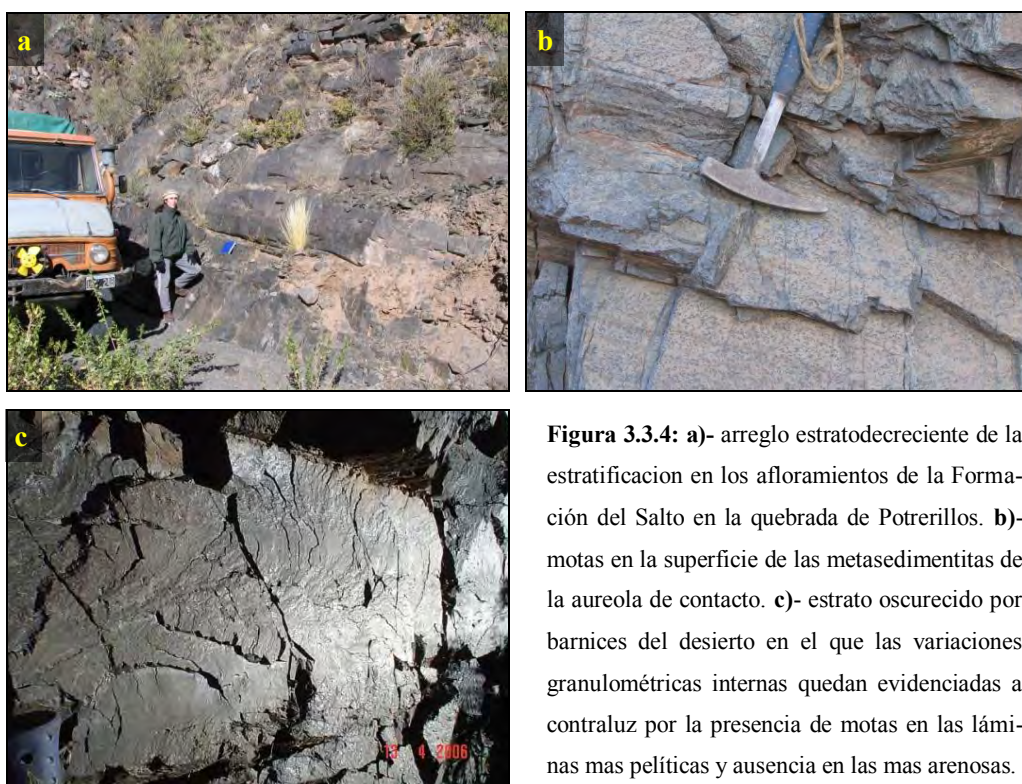 a
b
c
13 4 2006
Figura 3.3.4: a)- arreglo estratodecreciente de la
estratificacion en los afloramientos de la Forma-
ción del Salto en la quebrada de Potrerillos. b)-
motas en la superficie de las metasedimentitas de
la aureola de contacto. c)- estrato oscurecido por
barnices del desierto en el que las variaciones
granulométricas internas quedan evidenciadas a
contraluz por la presencia de motas en las lámi-
nas mas pelíticas y ausencia en las mas arenosas.